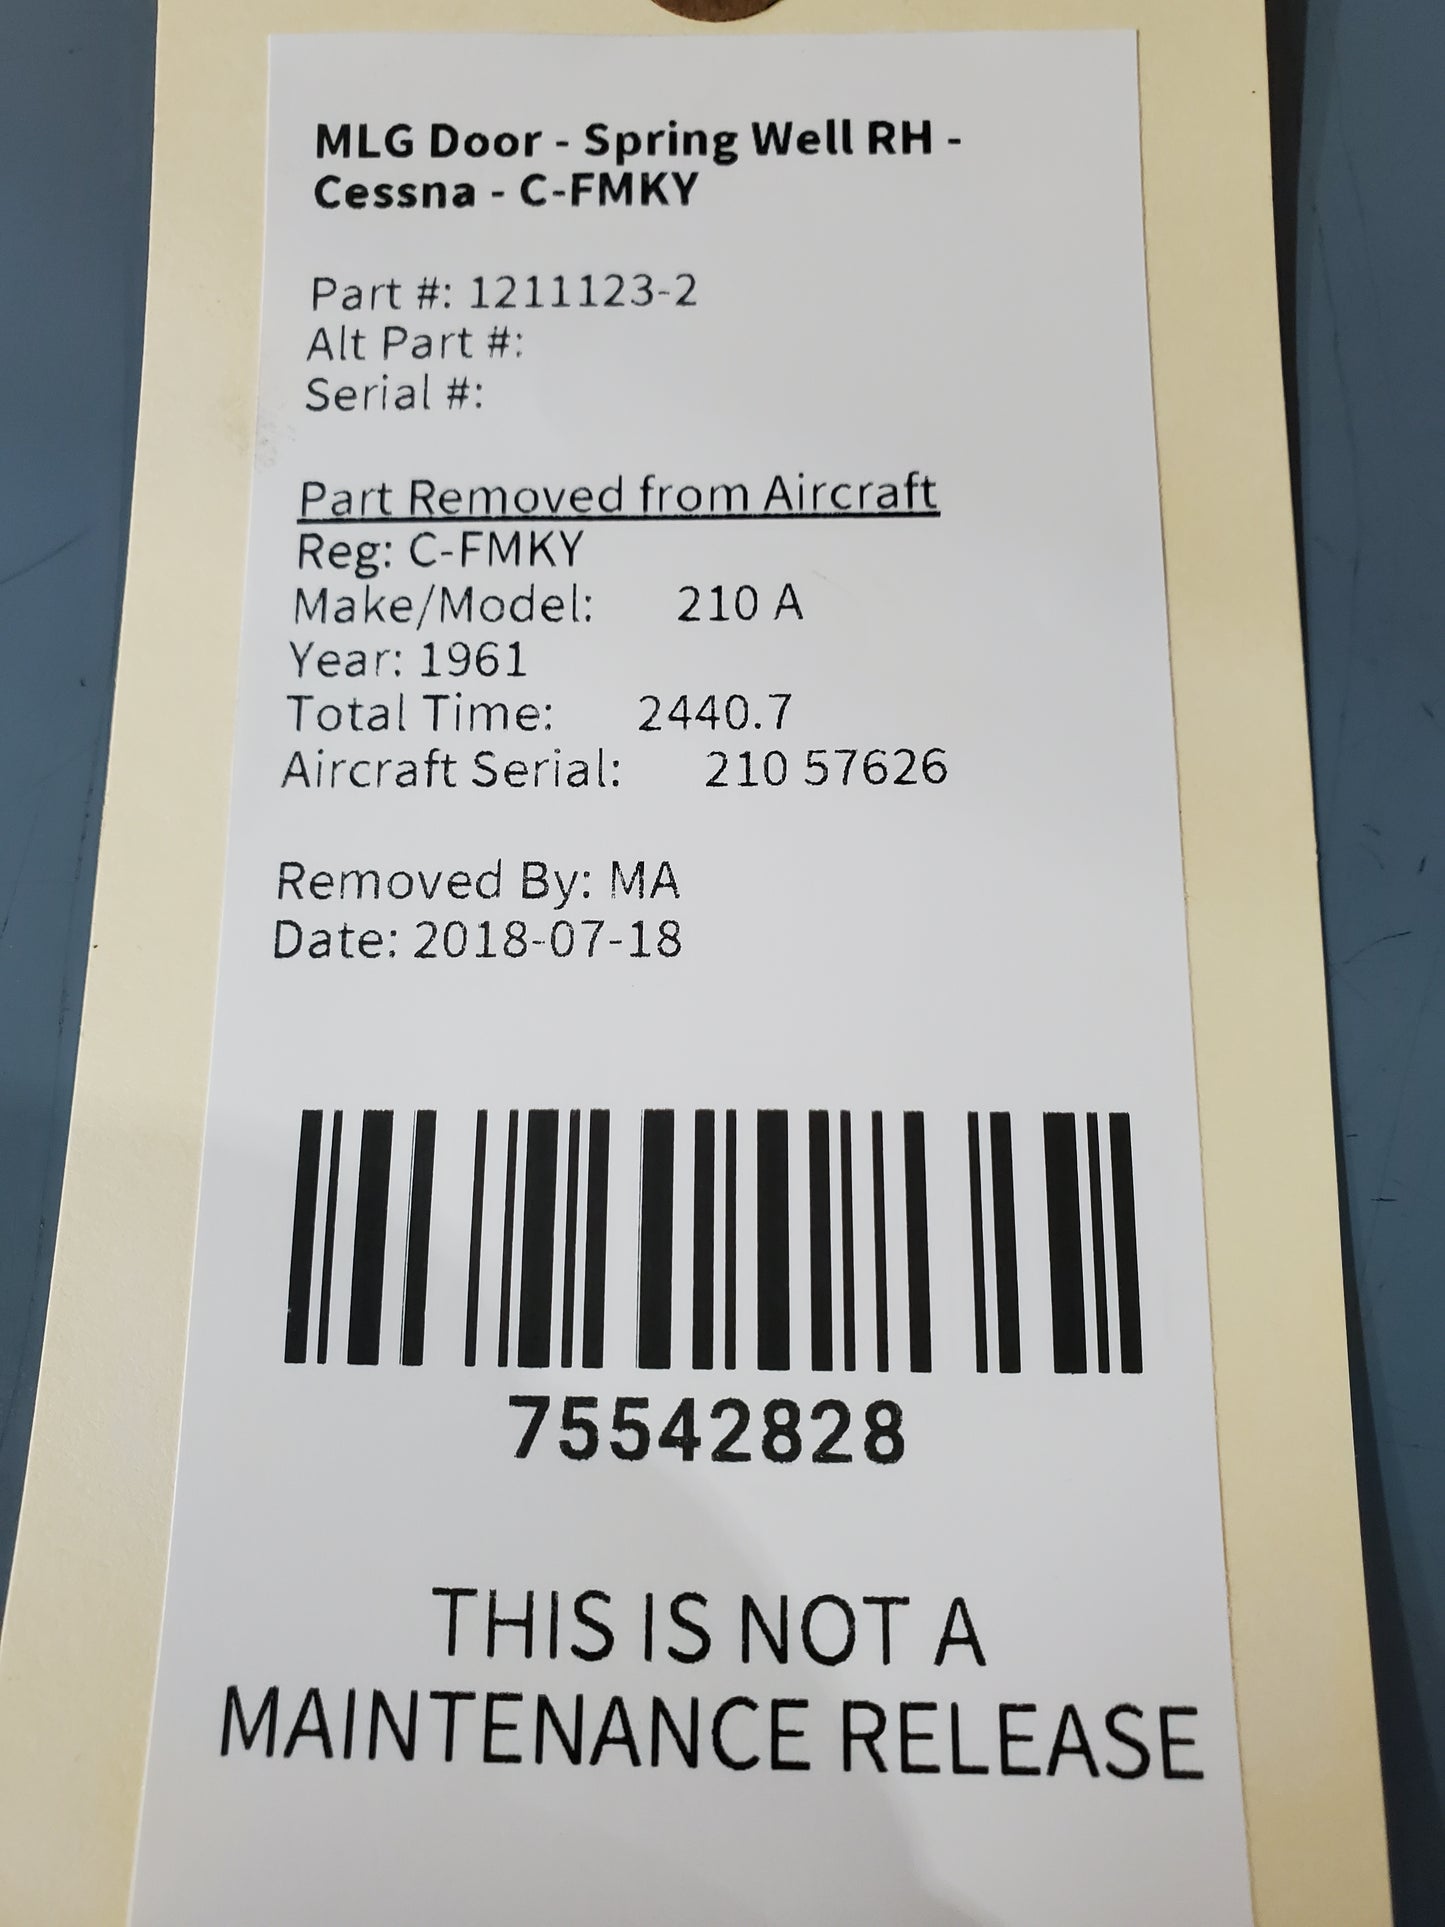 MLG Door - Spring Well RH -
Cessna - C-FMKY
Part #: 1211123-2
Alt Part #:
Serial #:
Part Removed from Aircraft
Reg: C-FMKY
Make/Model: 210 A
Year: 1961
Total Time: 2440.7
Aircraft Serial: 210 57626
Removed By: MA
Date: 2018-07-18
75542828
THIS IS NOT A
MAINTENANCE RELEASE